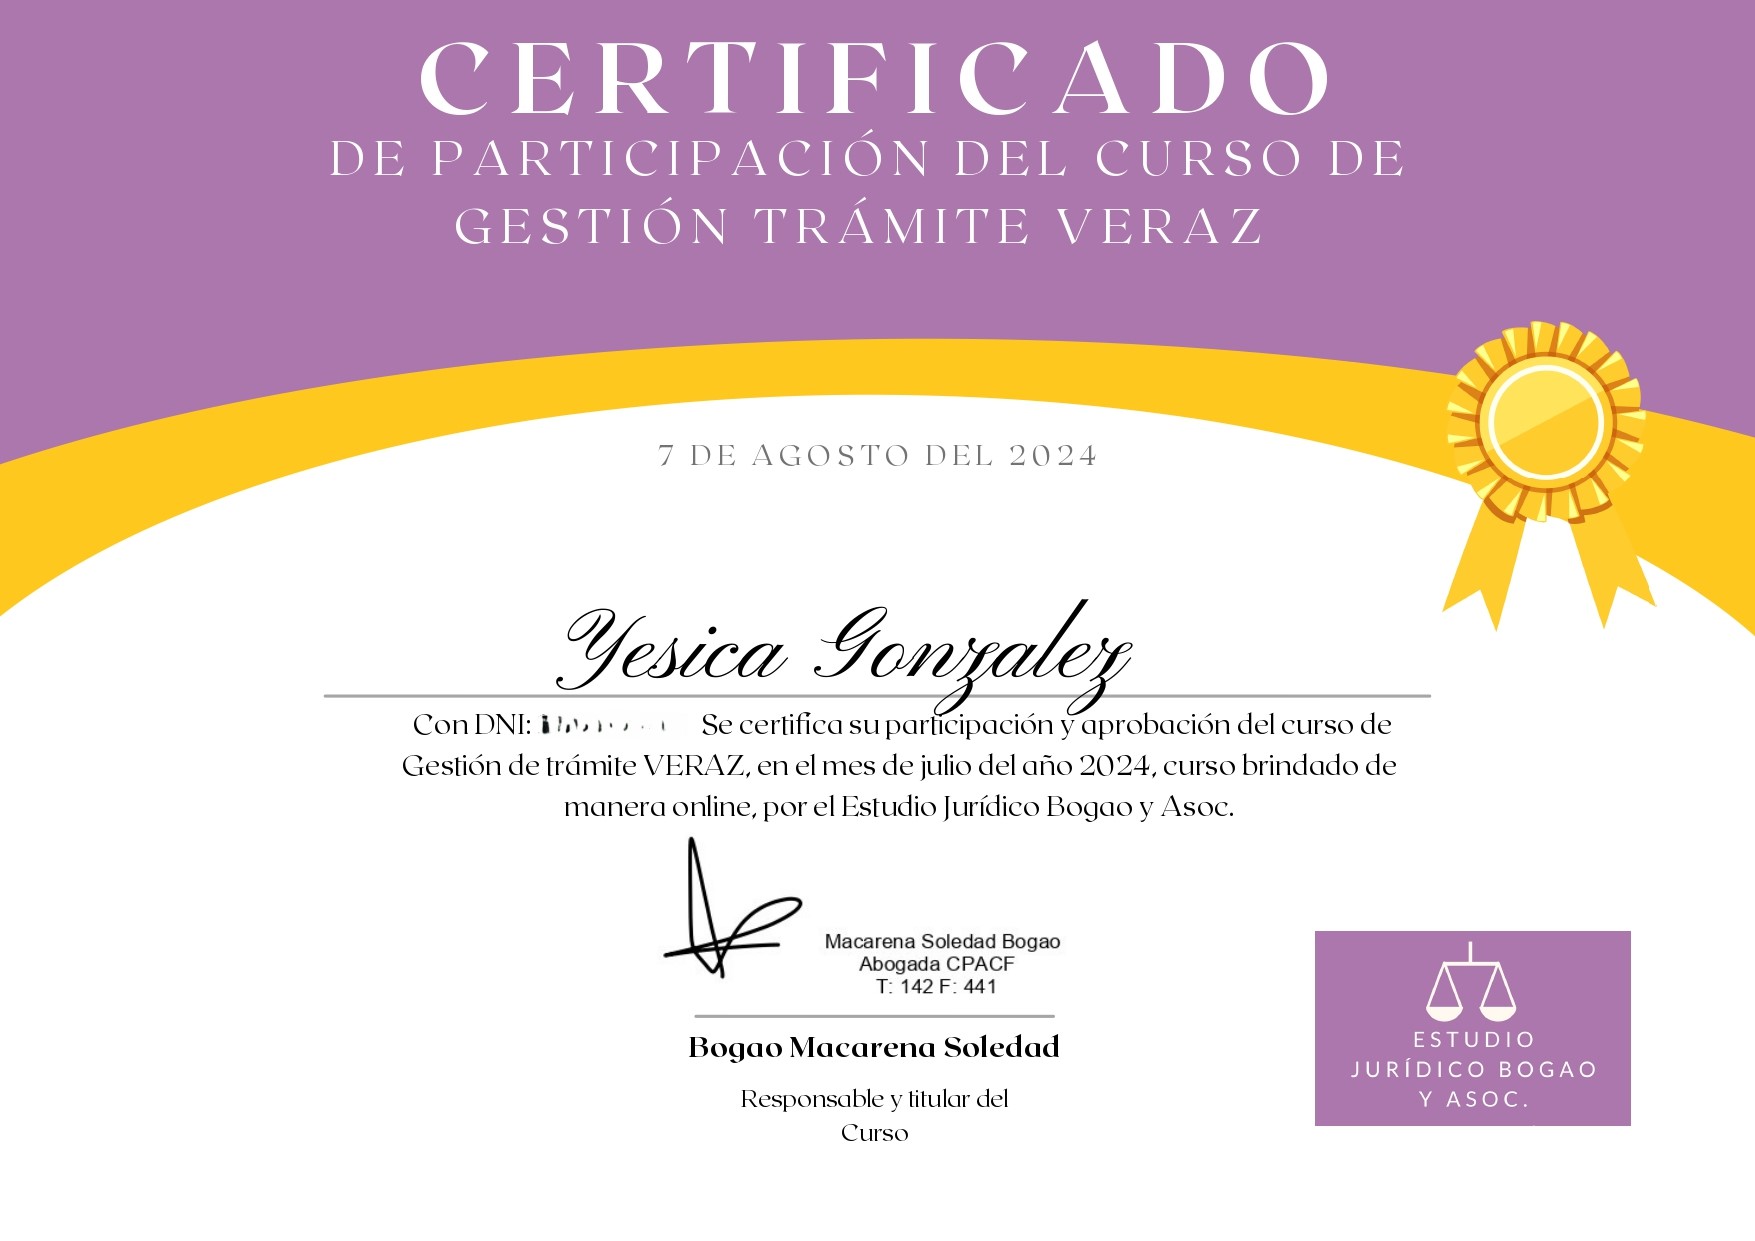 CERTIFICADO
DE PARTICIPACIÓN DEL CURSO DE
GESTIÓN TRÁMITE VERAZ
7 DE AGOSTO DEL 2024
Yesica Gonzalez
Con DNI: Se certifica su participación y aprobación del curso de
Gestión de trámite VERAZ, en el mes de julio del año 2024, curso brindado de
manera online, por el Estudio Jurídico Bogao y Asoc.
Macarena Soledad Bogao
Abogada CPACF
T: 142 F: 441
Bogao Macarena Soledad
Responsable y titular del
Curso
ESTUDIO
JURÍDICO BOGAO
Y ASOC.